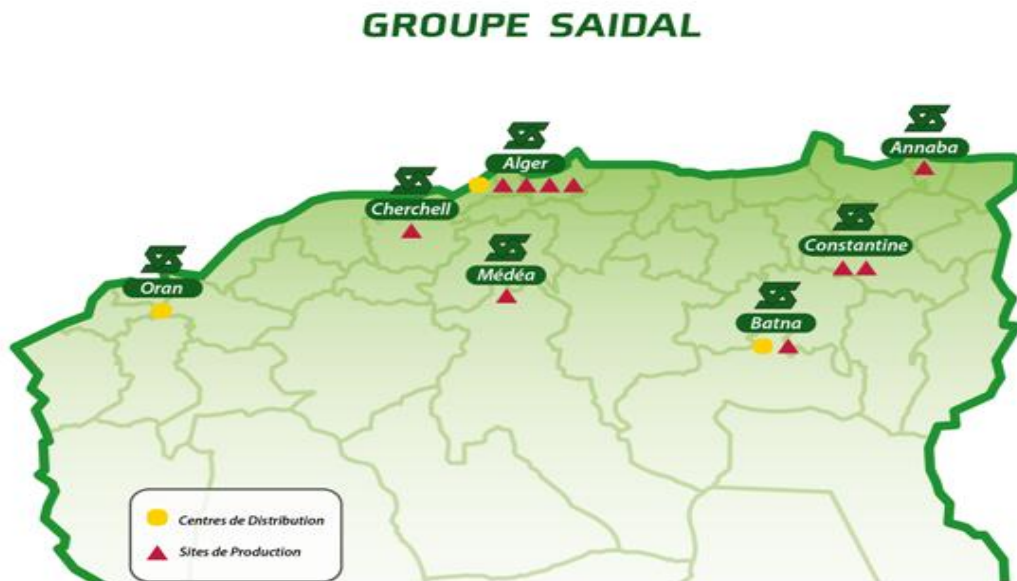 GROUPE SAIDAL
Annaba
Alger
Cherchell
Constantine
Médéa
Oran
Batna
Centres de Distribution
Sites de Production